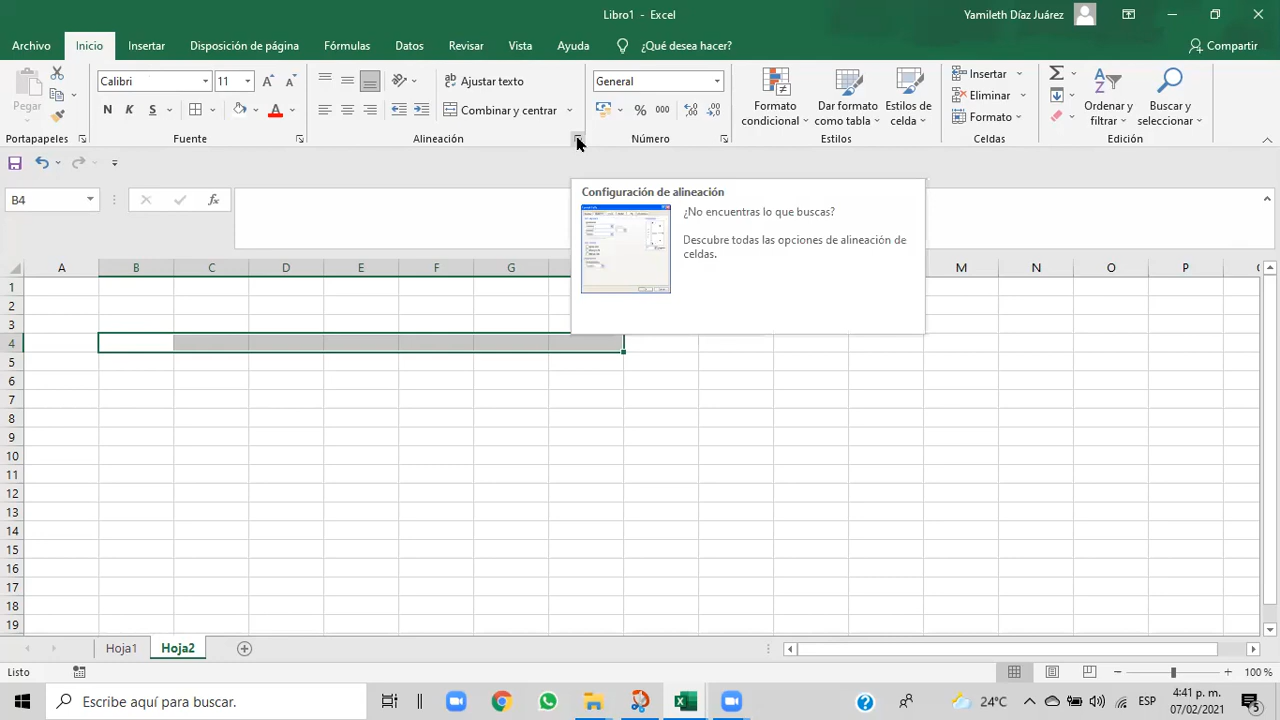 Libro1 - Excel
Yamileth Díaz Juárez
Archivo Inicio Insertar Disposición de página Fórmulas Datos Revisar Vista Ayuda ¿Qué desea hacer? Compartir
Pegar
Calibri 11
N K S
Ajustar texto
Combinar y centrar
General
% 000
Formato condicional
Dar formato como tabla
Estilos de celda
Insertar
Eliminar
Formato
Ordenar y filtrar
Buscar y seleccionar
Portapapeles Fuente Alineación Número Estilos Celdas Edición
B4
fx
Configuración de alineación
¿No encuentras lo que buscas?
Descubre todas las opciones de alineación de
celdas.
A B C D E F G M N O P
1
2
3
4
5
6
7
8
9
10
11
12
13
14
15
16
17
18
19
Hoja1 Hoja2
Listo 100 %
Escribe aquí para buscar.
24°C
ESP
4:41 p. m.
07/02/2021
5